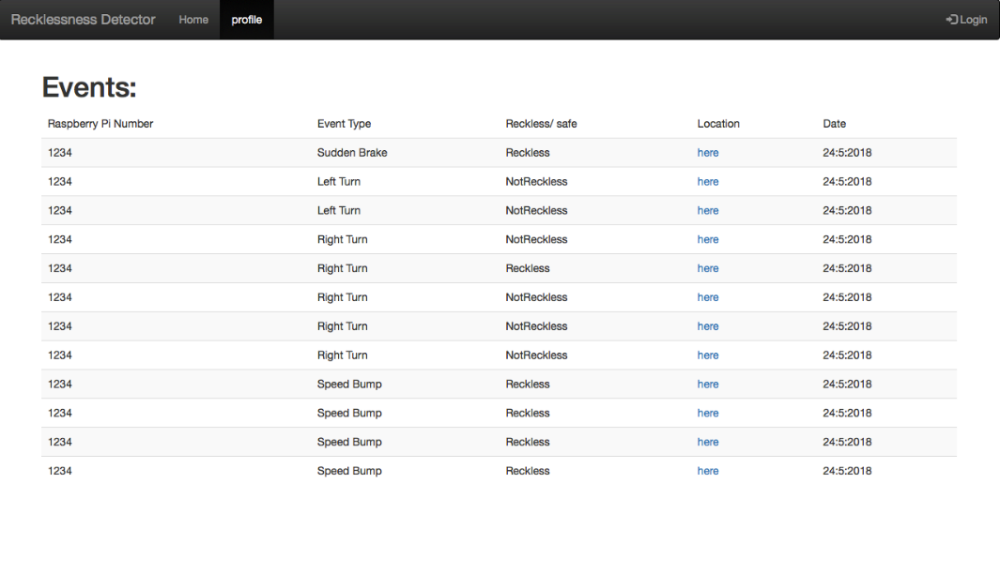 Recklessness Detector Home profile Login
Events:
Raspberry Pi Number Event Type Reckless/ safe Location Date
1234 Sudden Brake Reckless here 24:5:2018
1234 Left Turn NotReckless here 24:5:2018
1234 Left Turn NotReckless here 24:5:2018
1234 Right Turn NotReckless here 24:5:2018
1234 Right Turn Reckless here 24:5:2018
1234 Right Turn NotReckless here 24:5:2018
1234 Right Turn NotReckless here 24:5:2018
1234 Right Turn NotReckless here 24:5:2018
1234 Speed Bump Reckless here 24:5:2018
1234 Speed Bump Reckless here 24:5:2018
1234 Speed Bump Reckless here 24:5:2018
1234 Speed Bump Reckless here 24:5:2018